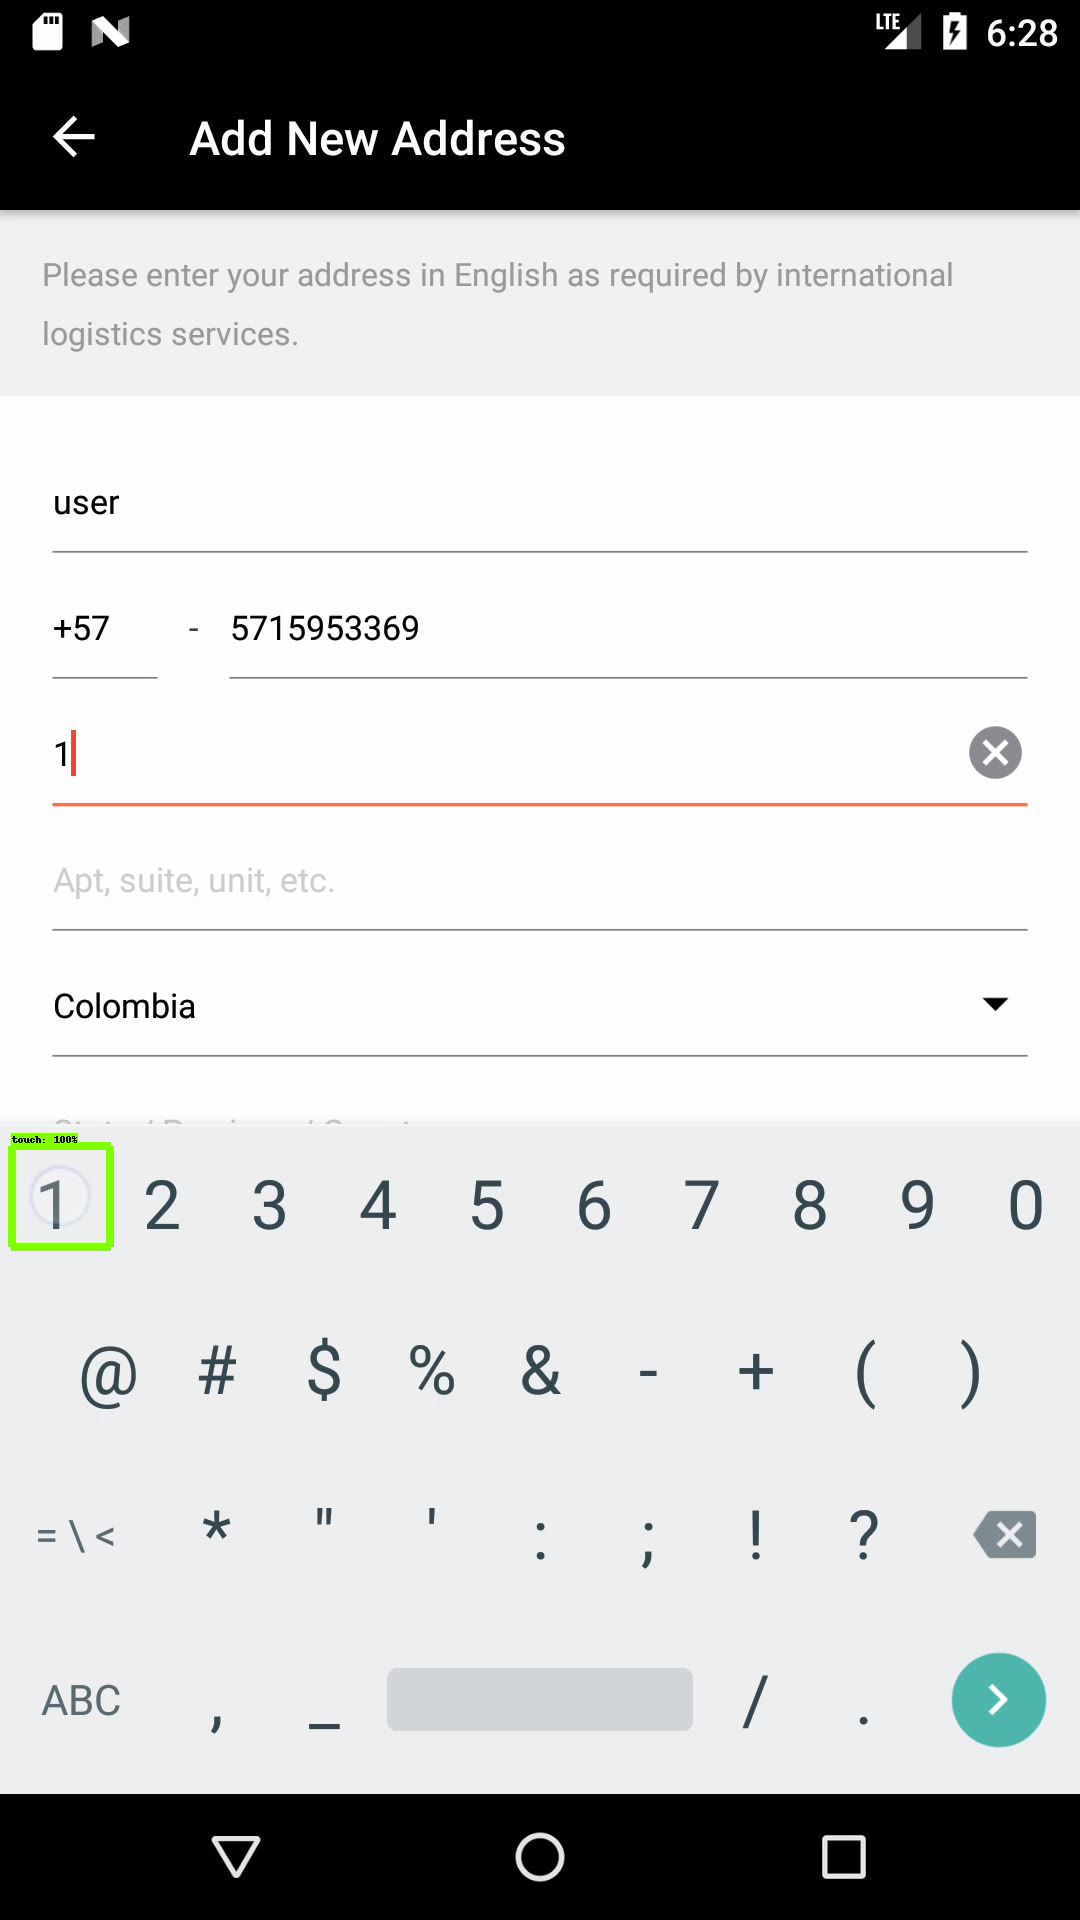 LTE 6:28
Add New Address
Please enter your address in English as required by international
logistics services.
user
+57 - 5715953369
1
Apt, suite, unit, etc.
Colombia
touch: 100%
1 2 3 4 5 6 7 8 9 0
@ # $ % & - + ( )
= \ < * " ' : ; ! ?
ABC , _ / .